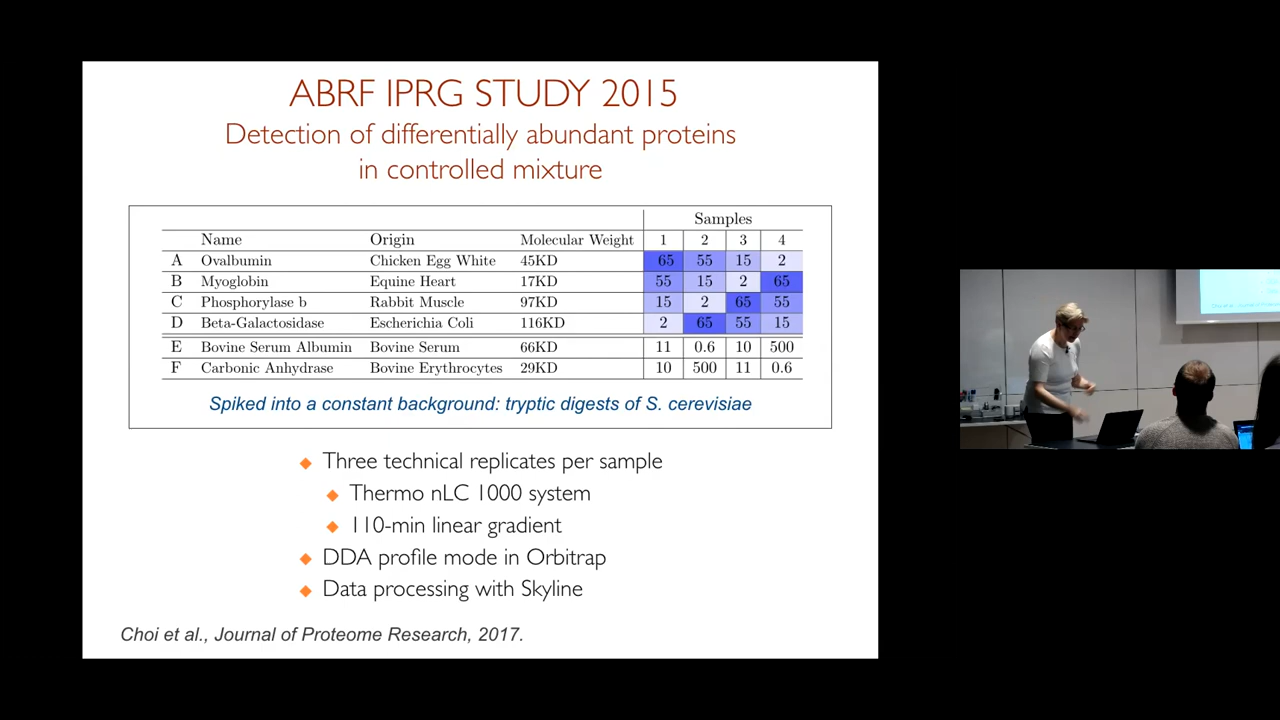 ABRF IPRG STUDY 2015
Detection of differentially abundant proteins
in controlled mixture
Samples
Name Origin Molecular Weight 1 2 3 4
A Ovalbumin Chicken Egg White 45KD 65 55 15 2
B Myoglobin Equine Heart 17KD 55 15 2 65
C Phosphorylase b Rabbit Muscle 97KD 15 2 65 55
D Beta-Galactosidase Escherichia Coli 116KD 2 65 55 15
E Bovine Serum Albumin Bovine Serum 66KD 11 0.6 10 500
F Carbonic Anhydrase Bovine Erythrocytes 29KD 10 500 11 0.6
Spiked into a constant background: tryptic digests of S. cerevisiae
Three technical replicates per sample
Thermo nLC 1000 system
110-min linear gradient
DDA profile mode in Orbitrap
Data processing with Skyline
Choi et al., Journal of Proteome Research, 2017.